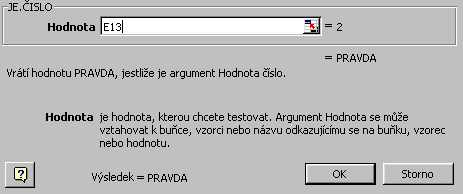 JE.ČISLO
Hodnota E13 = 2
= PRAVDA
Vrátí hodnotu PRAVDA, jestliže je argument Hodnota číslo.
Hodnota je hodnota, kterou chcete testovat. Argument Hodnota se může
vztahovat k buňce, vzorci nebo názvu odkazujícímu se na buňku, vzorec
nebo hodnotu.
Výsledek = PRAVDA
OK Storno